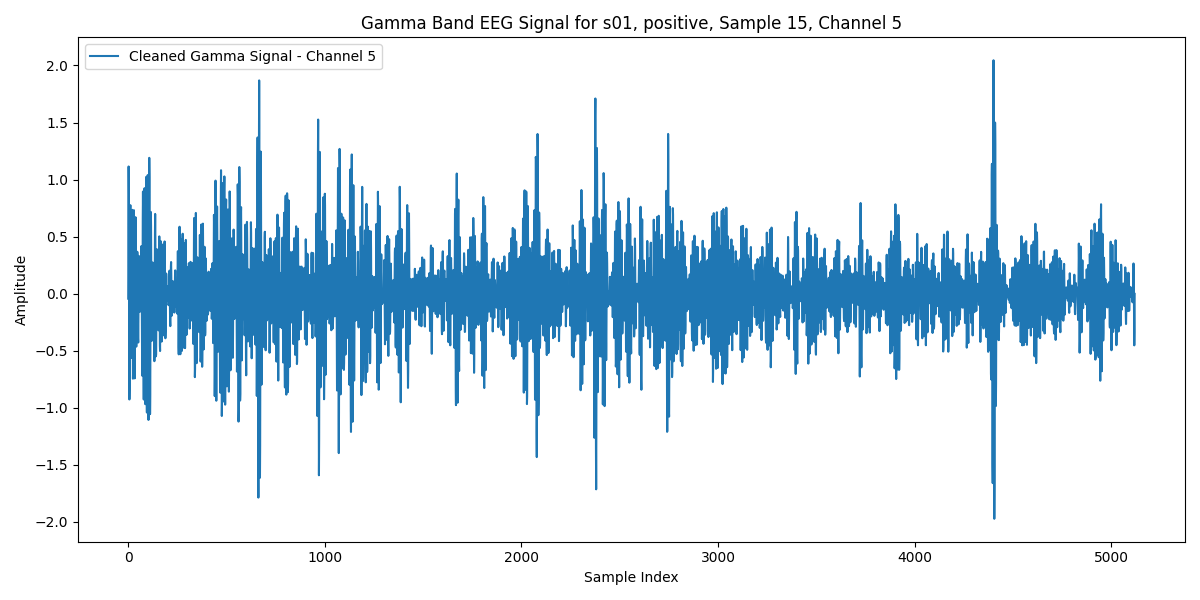 Gamma Band EEG Signal for s01, positive, Sample 15, Channel 5
Cleaned Gamma Signal - Channel 5
2.0
1.5
1.0
0.5
0.0
−0.5
−1.0
−1.5
−2.0
Amplitude
0 1000 2000 3000 4000 5000
Sample Index